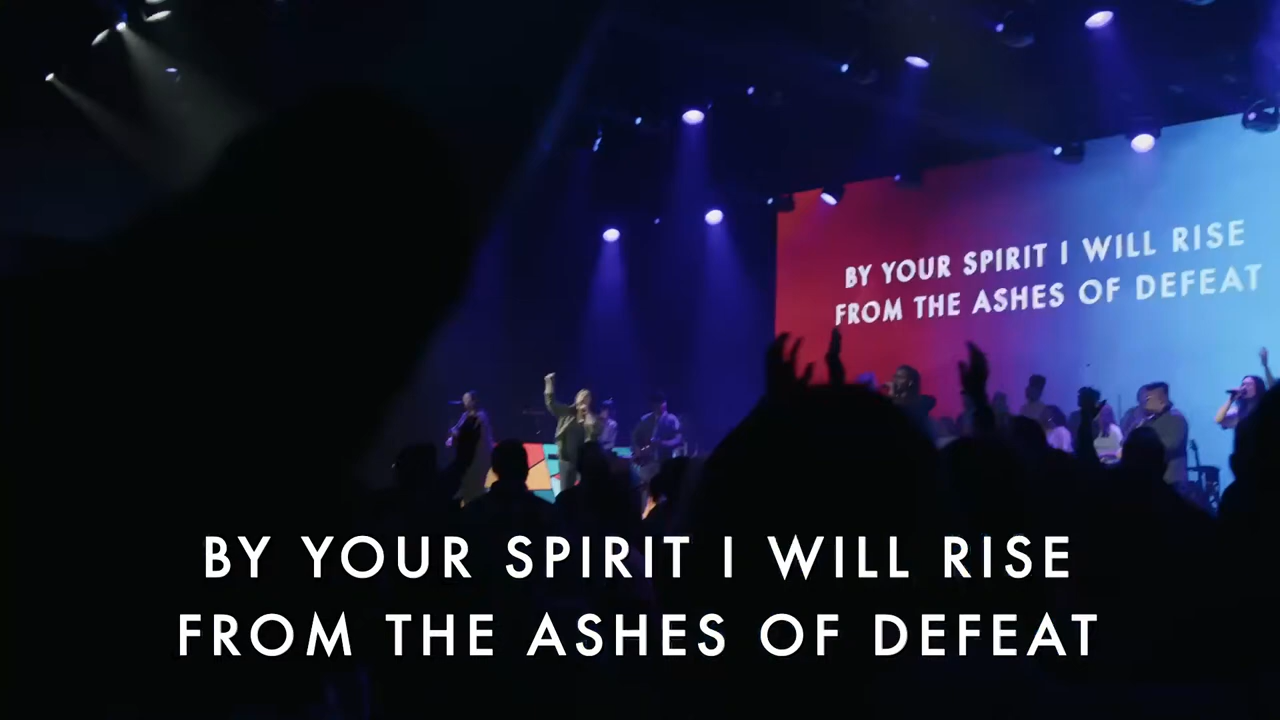 BY YOUR SPIRIT I WILL RISE
FROM THE ASHES OF DEFEAT
BY YOUR SPIRIT I WILL RISE
FROM THE ASHES OF DEFEAT